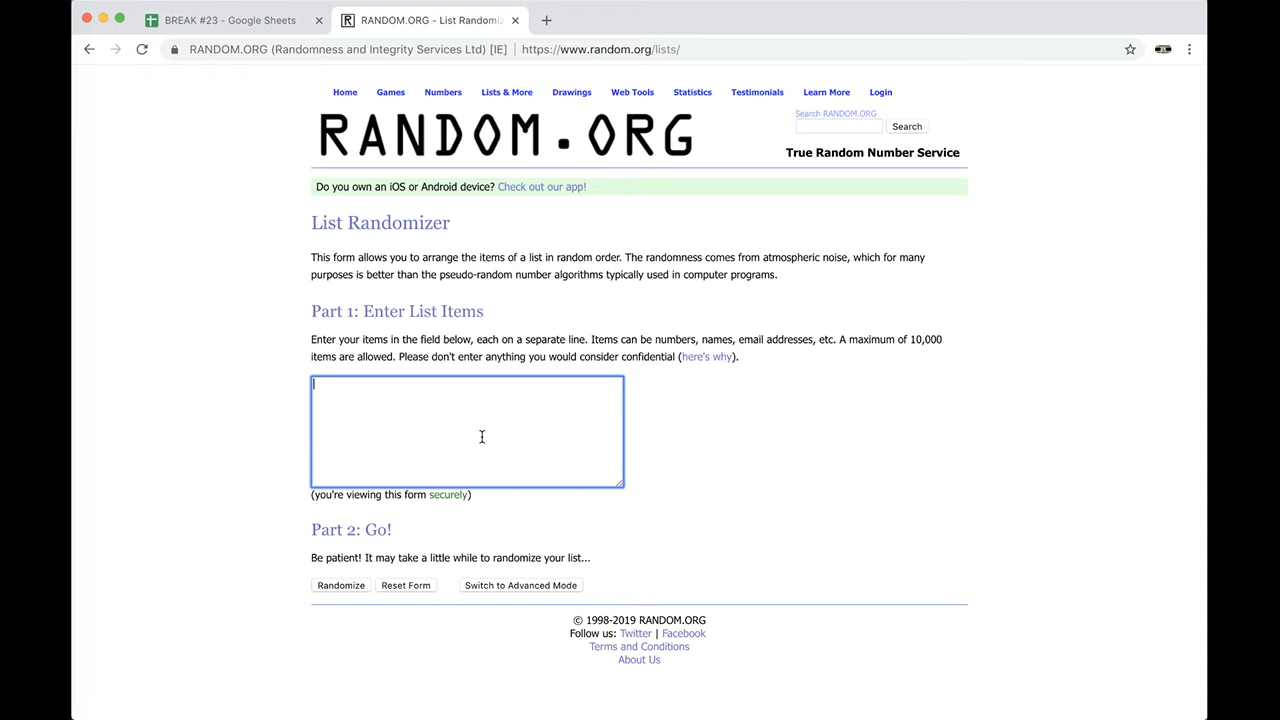 BREAK #23 - Google Sheets
RANDOM.ORG - List Randomiz
RANDOM.ORG (Randomness and Integrity Services Ltd) [IE]
https://www.random.org/lists/
Home Games Numbers Lists & More Drawings Web Tools Statistics Testimonials Learn More Login
RANDOM.ORG
Search RANDOM.ORG
Search
True Random Number Service
Do you own an iOS or Android device? Check out our app!
List Randomizer
This form allows you to arrange the items of a list in random order. The randomness comes from atmospheric noise, which for many
purposes is better than the pseudo-random number algorithms typically used in computer programs.
Part 1: Enter List Items
Enter your items in the field below, each on a separate line. Items can be numbers, names, email addresses, etc. A maximum of 10,000
items are allowed. Please don't enter anything you would consider confidential (here's why).
(you're viewing this form securely)
Part 2: Go!
Be patient! It may take a little while to randomize your list...
Randomize Reset Form Switch to Advanced Mode
© 1998-2019 RANDOM.ORG
Follow us: Twitter | Facebook
Terms and Conditions
About Us